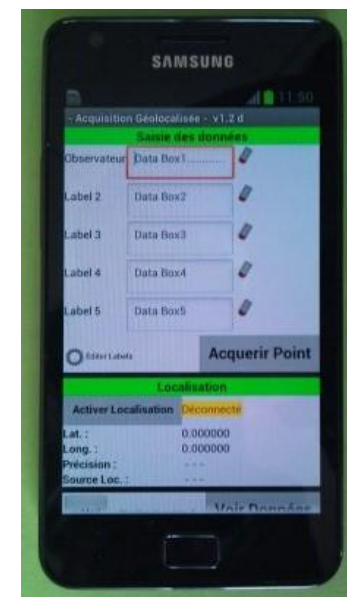 SAMSUNG
11:50
- Acquisition Géolocalisée - v1.2 d
Saisie des données
Observateur Data Box1............
Label 2 Data Box2
Label 3 Data Box3
Label 4 Data Box4
Label 5 Data Box5
Editer Labels Acquerir Point
Localisation
Activer Localisation Déconnecté
Lat. : 0.000000
Long. : 0.000000
Précision : - - -
Source Loc. : - - -
Voir Données